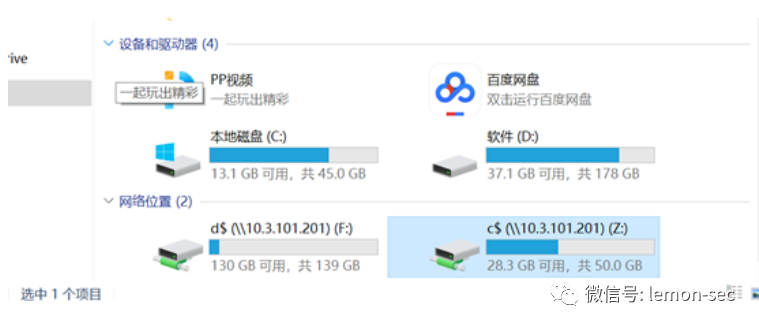 设备和驱动器 (4)
rive
PP视频
一起玩出精彩
一起玩出精彩
百度网盘
双击运行百度网盘
本地磁盘 (C:)
13.1 GB 可用，共 45.0 GB
软件 (D:)
37.1 GB 可用，共 178 GB
网络位置 (2)
d$ (\\10.3.101.201) (F:)
130 GB 可用，共 139 GB
c$ (\\10.3.101.201) (Z:)
28.3 GB 可用，共 50.0 GB
选中 1 个项目
微信号: lemon-sec